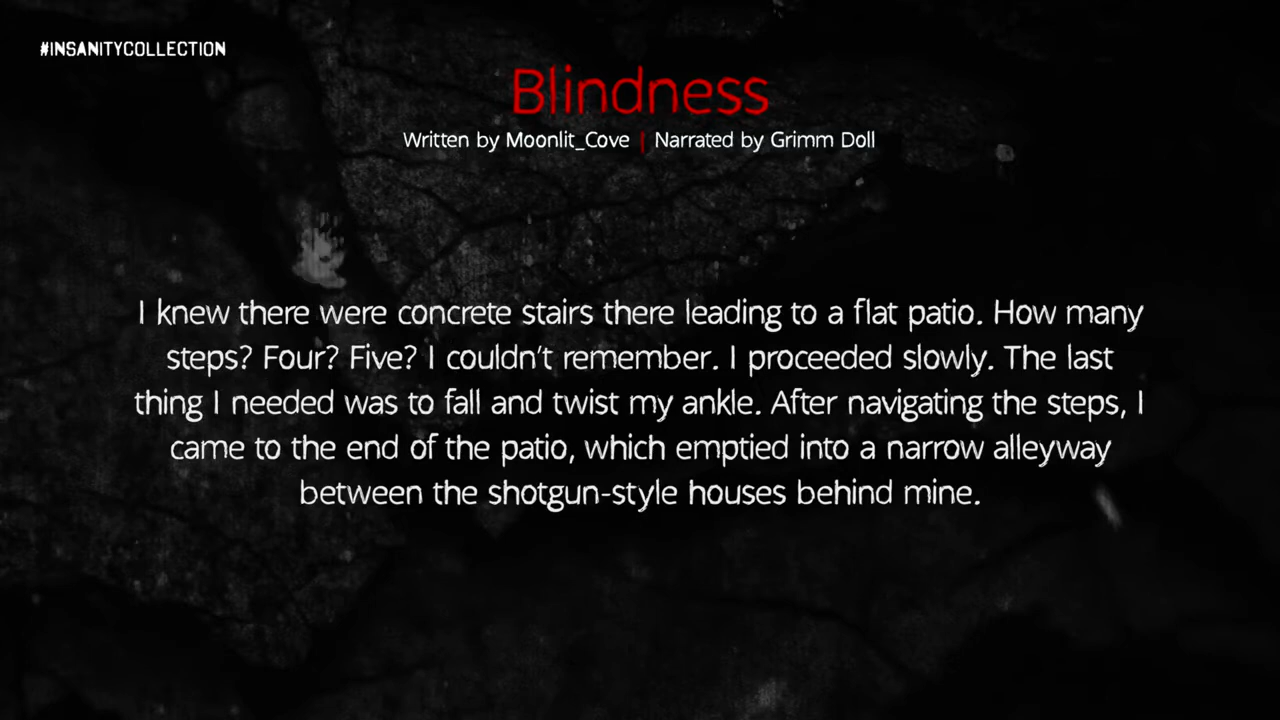 #INSANITYCOLLECTION
Blindness
Written by Moonlit_Cove | Narrated by Grimm Doll
I knew there were concrete stairs there leading to a flat patio. How many
steps? Four? Five? I couldn't remember. I proceeded slowly. The last
thing I needed was to fall and twist my ankle. After navigating the steps, I
came to the end of the patio, which emptied into a narrow alleyway
between the shotgun-style houses behind mine.